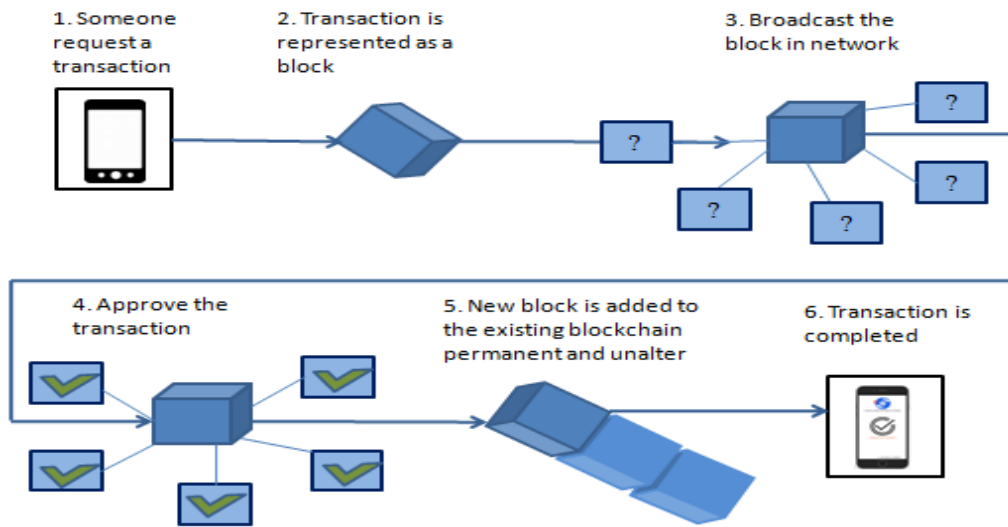 1. Someone
request a
transaction
2. Transaction is
represented as a
block
3. Broadcast the
block in network
?
?
?
?
?
4. Approve the
transaction
5. New block is added to
the existing blockchain
permanent and unalter
6. Transaction is
completed